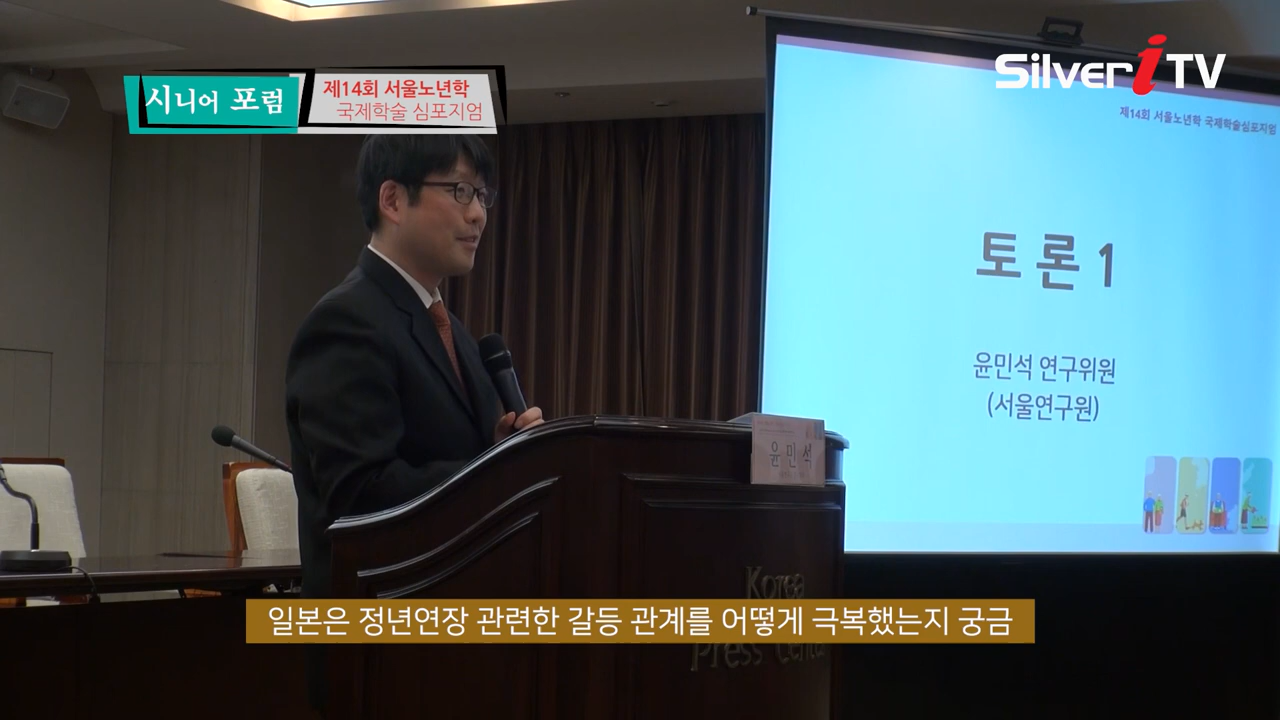 시니어 포럼
제14회 서울노년학
국제학술 심포지엄
Silver i TV
제14회 서울노년학 국제학술심포지엄
토론 1
윤민석 연구위원
(서울연구원)
윤민석
Korea
Press Center
일본은 정년연장 관련한 갈등 관계를 어떻게 극복했는지 궁금